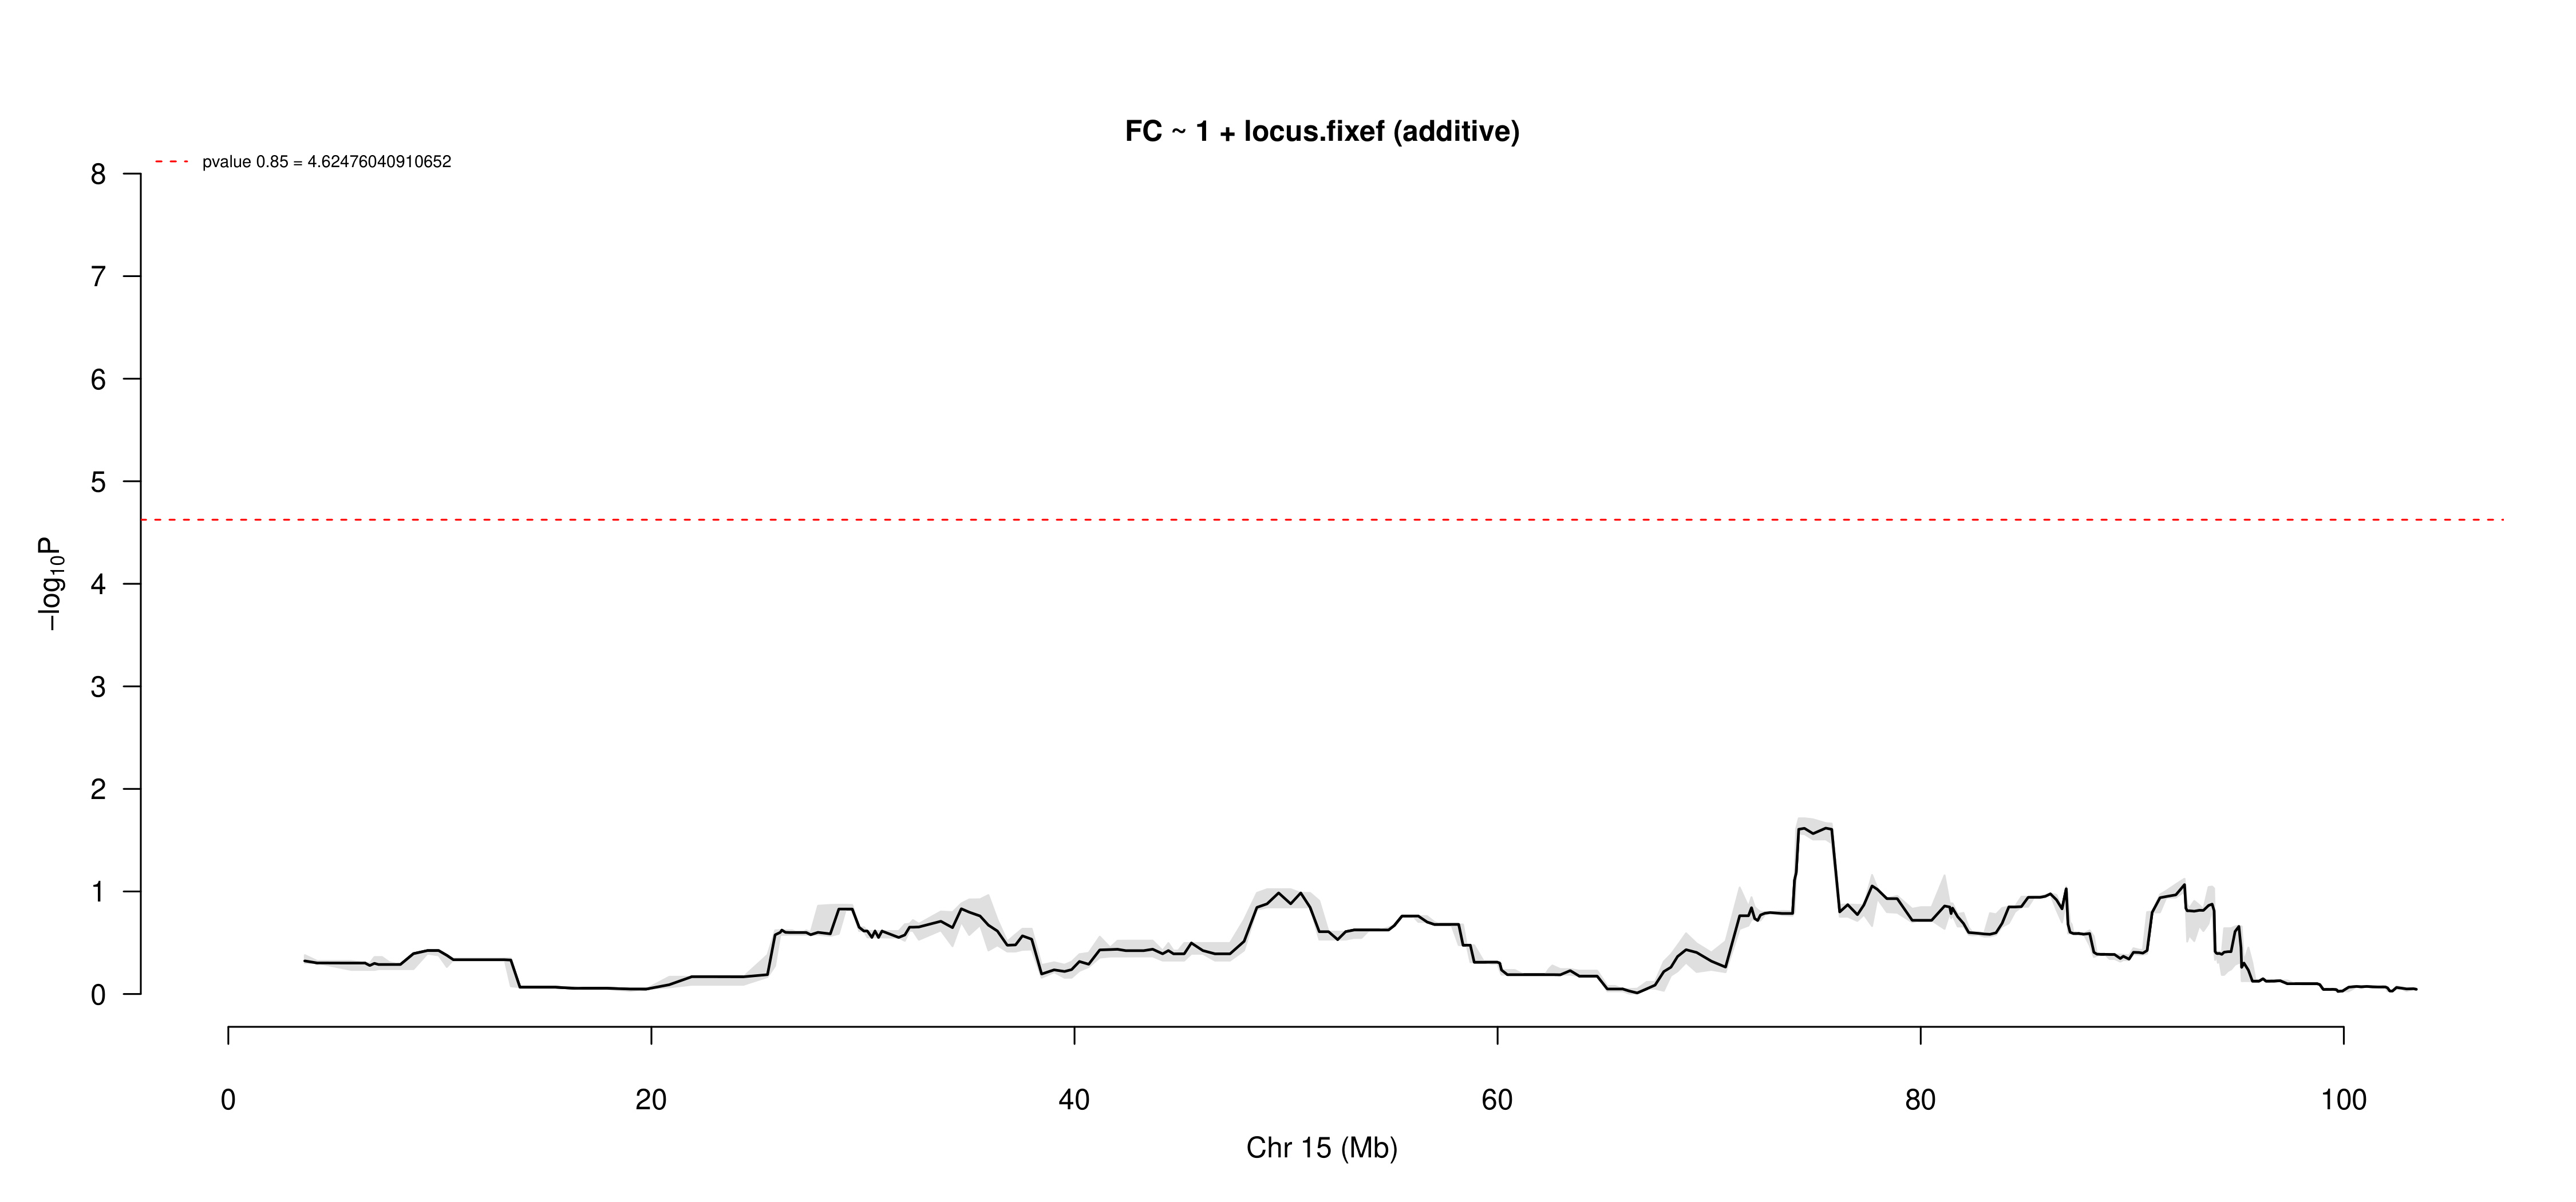 FC ~ 1 + locus.fixef (additive)
pvalue 0.85 = 4.62476040910652
8
7
6
5
4
3
2
1
0
−log10P
0 20 40 60 80 100
Chr 15 (Mb)